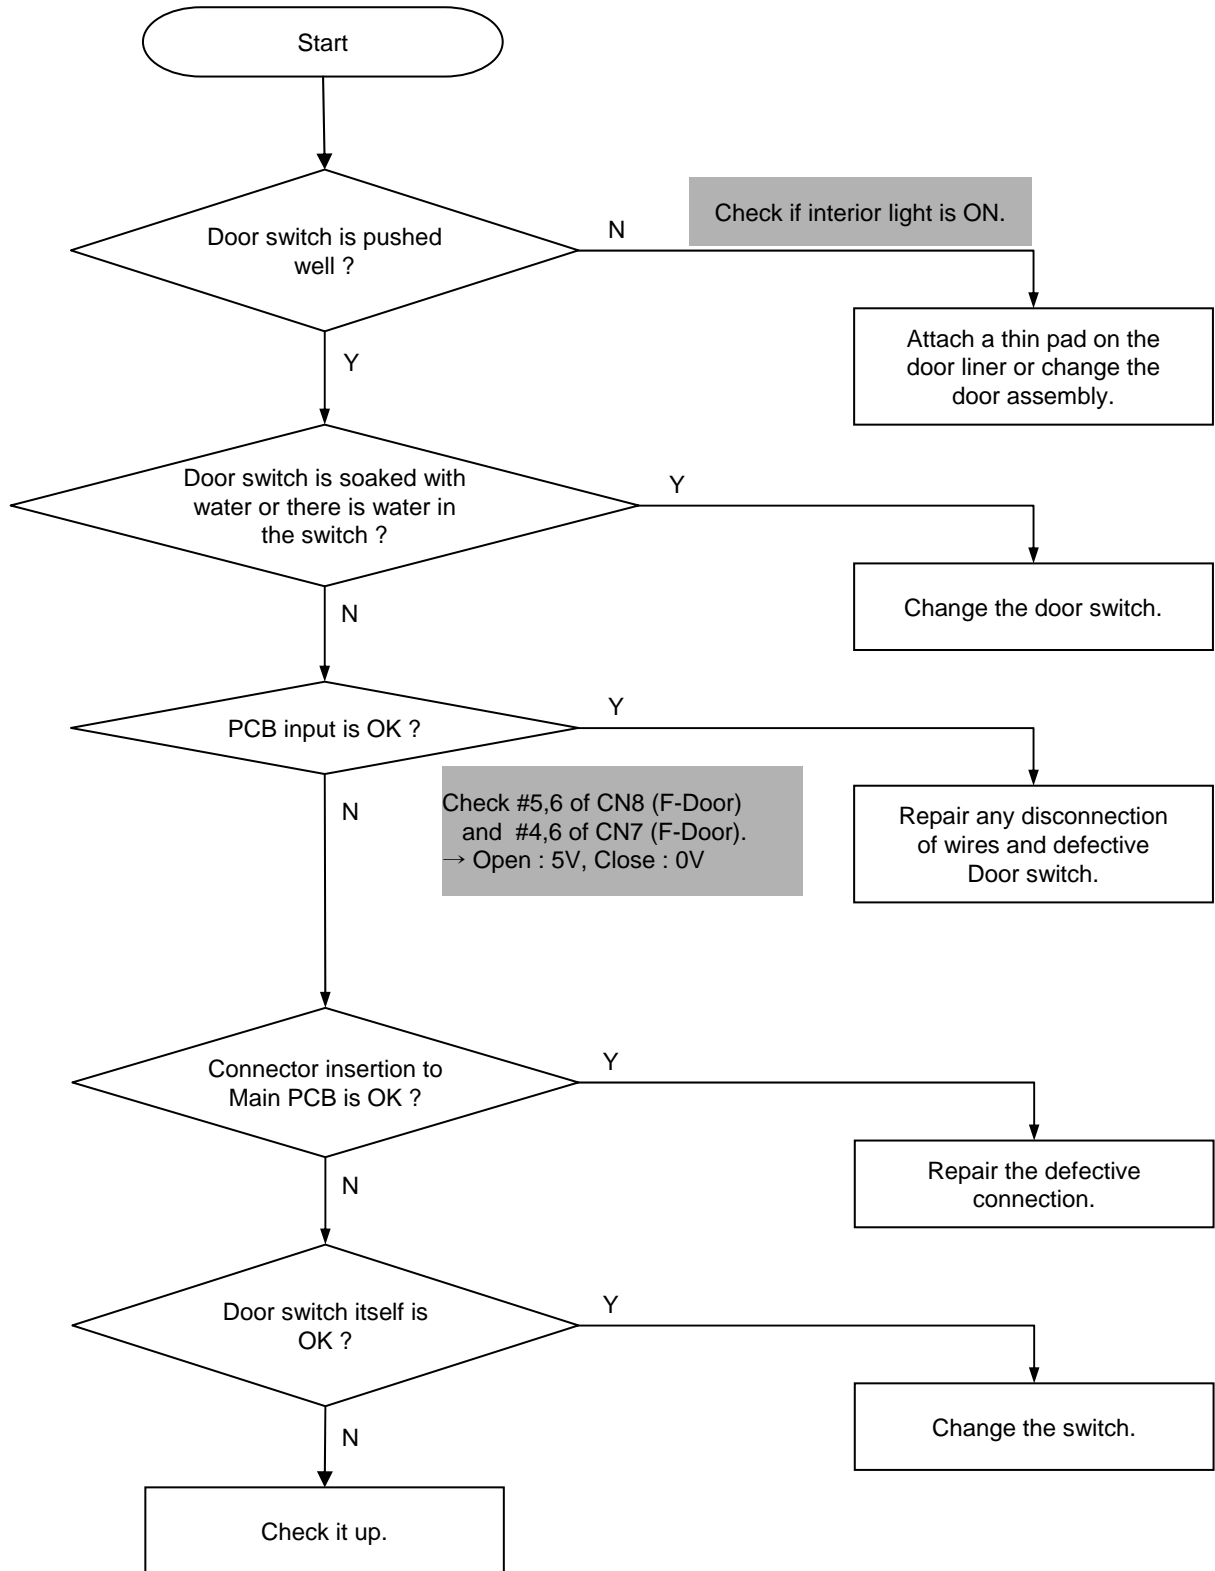 Start
Door switch is pushed
well ?
N
Check if interior light is ON.
Attach a thin pad on the
door liner or change the
door assembly.
Y
Door switch is soaked with
water or there is water in
the switch ?
Y
Change the door switch.
N
PCB input is OK ?
Y
Repair any disconnection
of wires and defective
Door switch.
N
Check #5,6 of CN8 (F-Door)
and #4,6 of CN7 (F-Door).
→ Open : 5V, Close : 0V
Connector insertion to
Main PCB is OK ?
Y
Repair the defective
connection.
N
Door switch itself is
OK ?
Y
Change the switch.
N
Check it up.